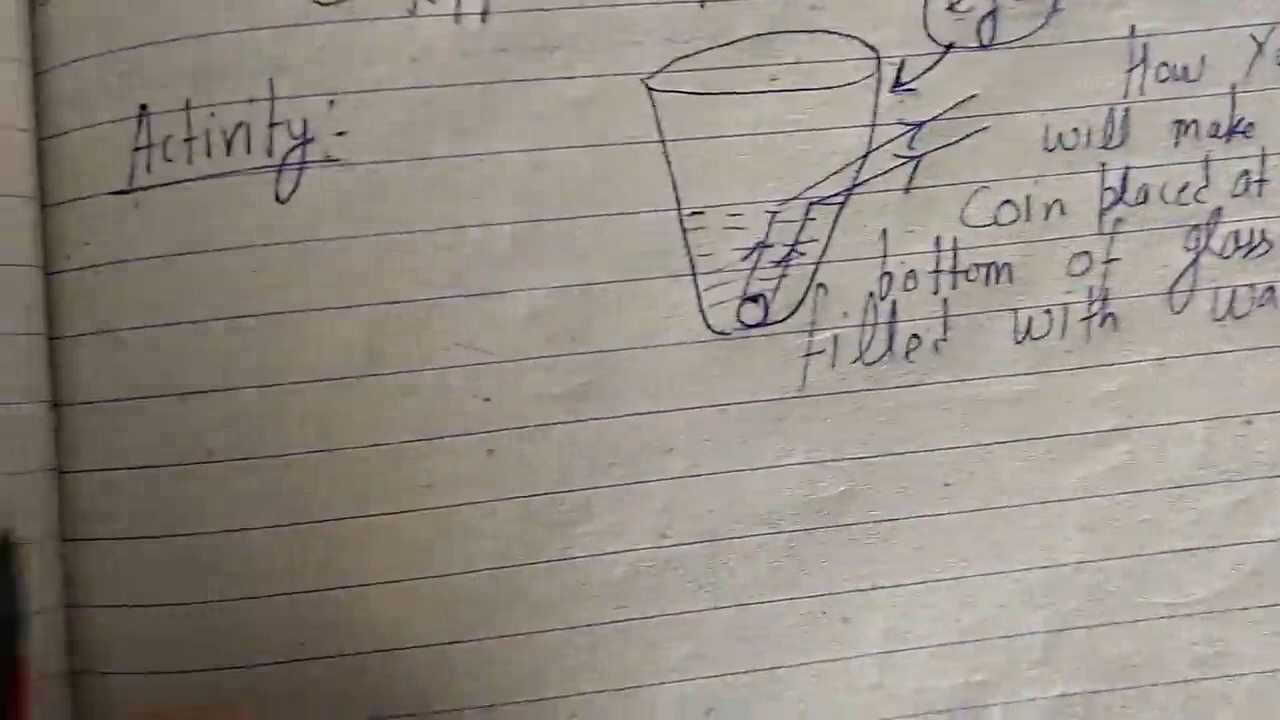 Activity:-
How
will make
Coin placed at
bottom of glass
filled with